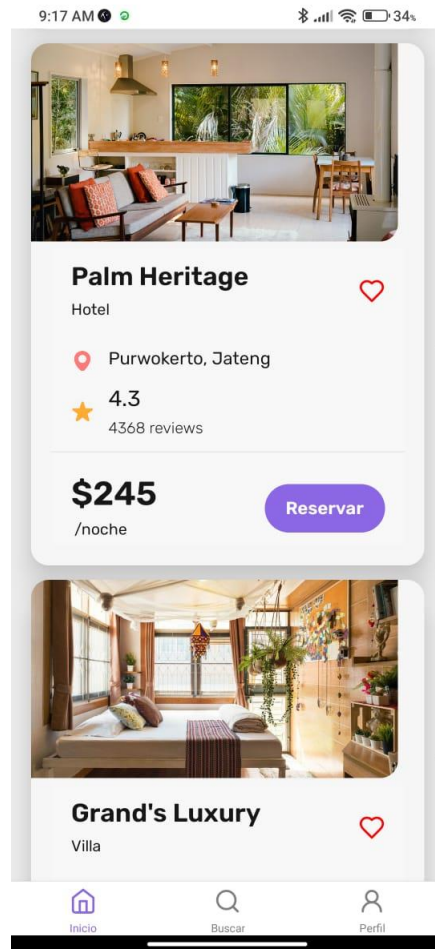 9:17 AM
34%
Palm Heritage
Hotel
Purwokerto, Jateng
4.3
4368 reviews
$245
/noche
Reservar
Grand's Luxury
Villa
Inicio
Buscar
Perfil